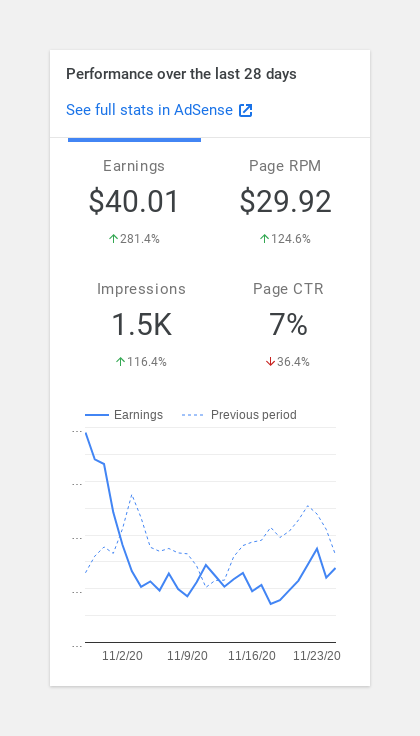 Performance over the last 28 days
See full stats in AdSense
Earnings
$40.01
↑281.4%
Page RPM
$29.92
↑124.6%
Impressions
1.5K
↑116.4%
Page CTR
7%
↓36.4%
Earnings Previous period
...
...
...
...
...
11/2/20 11/9/20 11/16/20 11/23/20